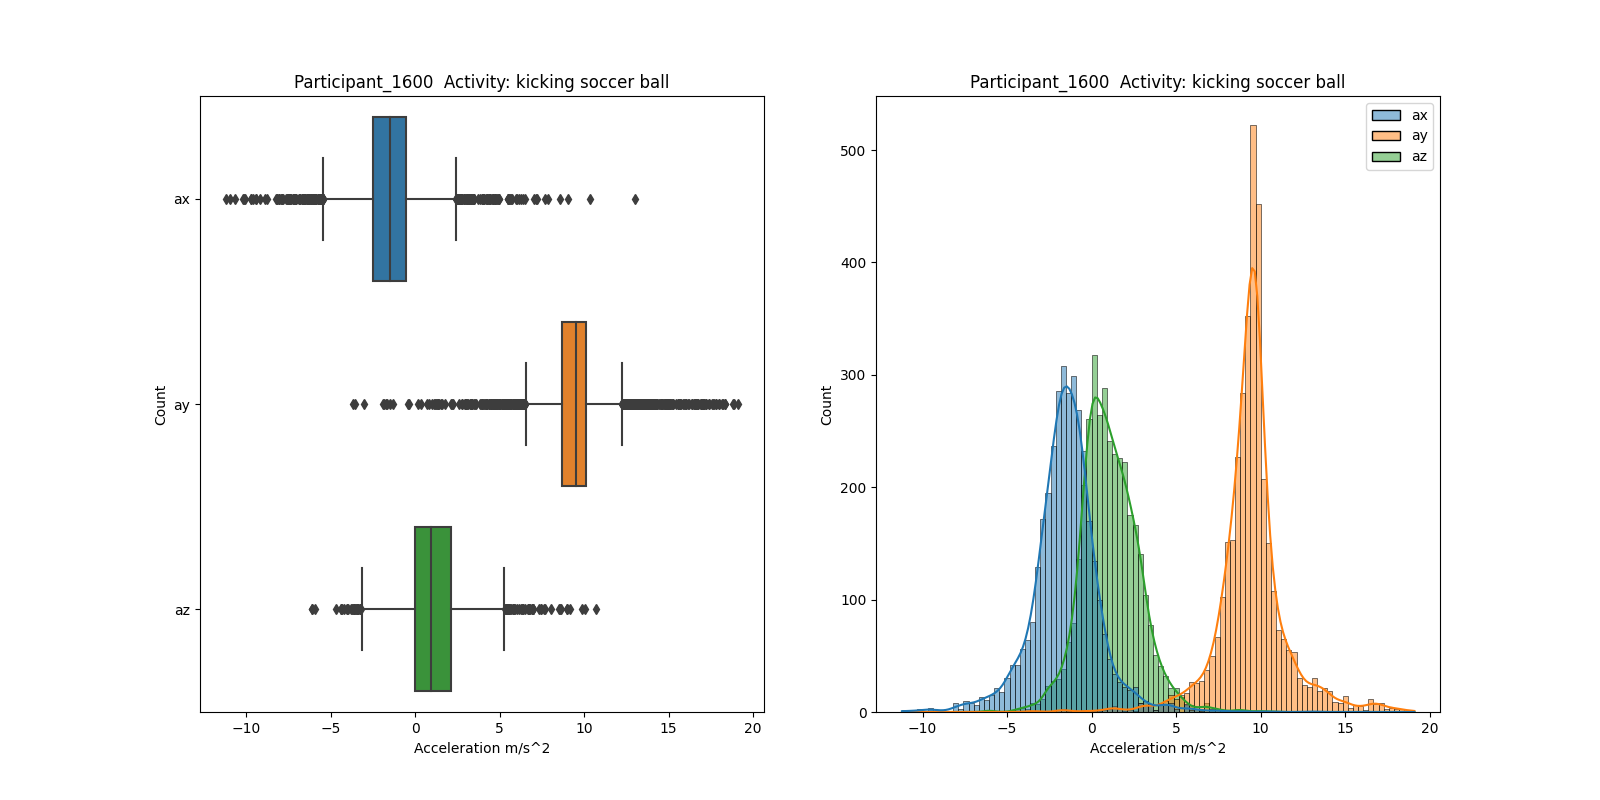 Participant_1600  Activity: kicking soccer ball
ax
ay
az
Count
−10
−5
0
5
10
15
20
Acceleration m/s^2
Participant_1600  Activity: kicking soccer ball
ax
ay
az
500
400
300
200
100
0
Count
−10
−5
0
5
10
15
20
Acceleration m/s^2